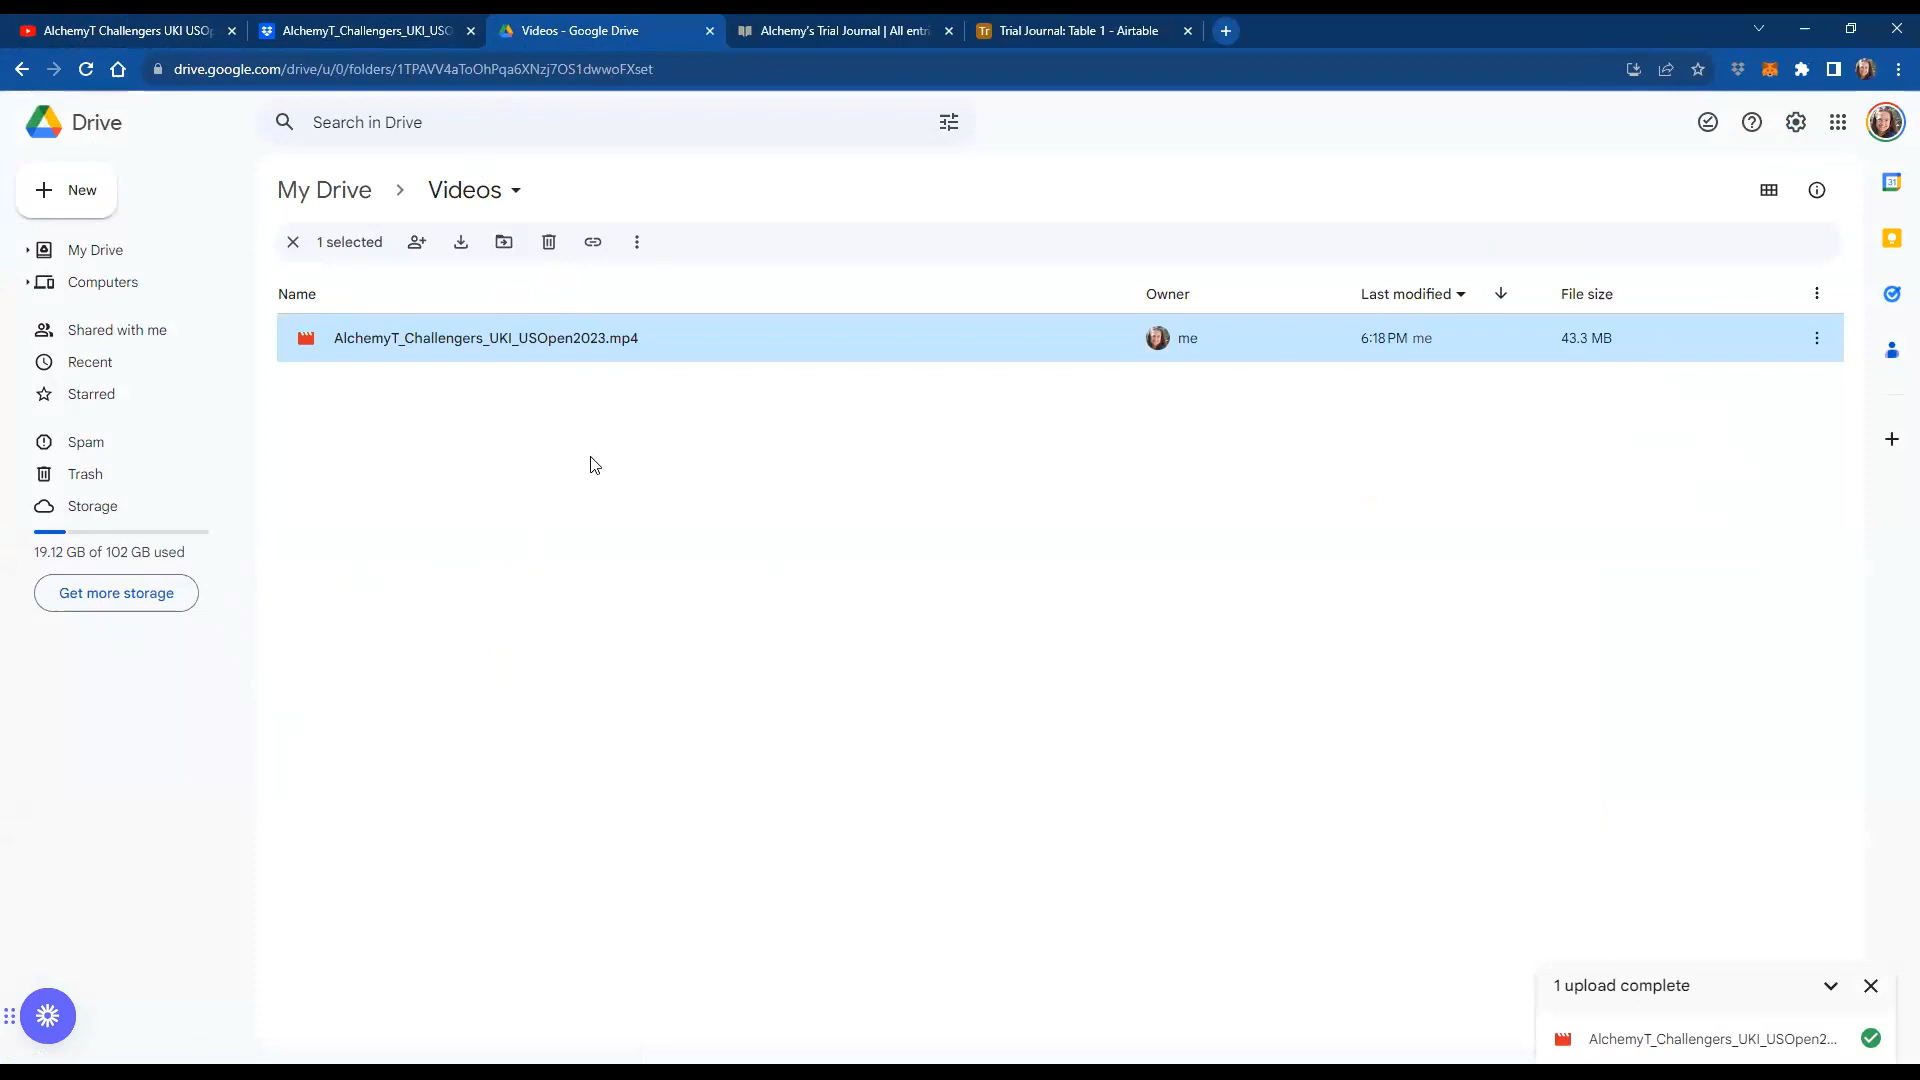 AlchemyT Challengers UKI USOp
AlchemyT_Challengers_UKI_USO
Videos - Google Drive
Alchemy's Trial Journal | All entri
Tr Trial Journal: Table 1 - Airtable
drive.google.com/drive/u/0/folders/1TPAVV4aToOhPqa6XNzj7OS1dwwoFXset
Drive
Search in Drive
New
My Drive > Videos
31
1 selected
My Drive
Computers
Name Owner Last modified File size
AlchemyT_Challengers_UKI_USOpen2023.mp4 me 6:18 PM me 43.3 MB
Shared with me
Recent
Starred
Spam
Trash
Storage
19.12 GB of 102 GB used
Get more storage
1 upload complete
AlchemyT_Challengers_UKI_USOpen2...